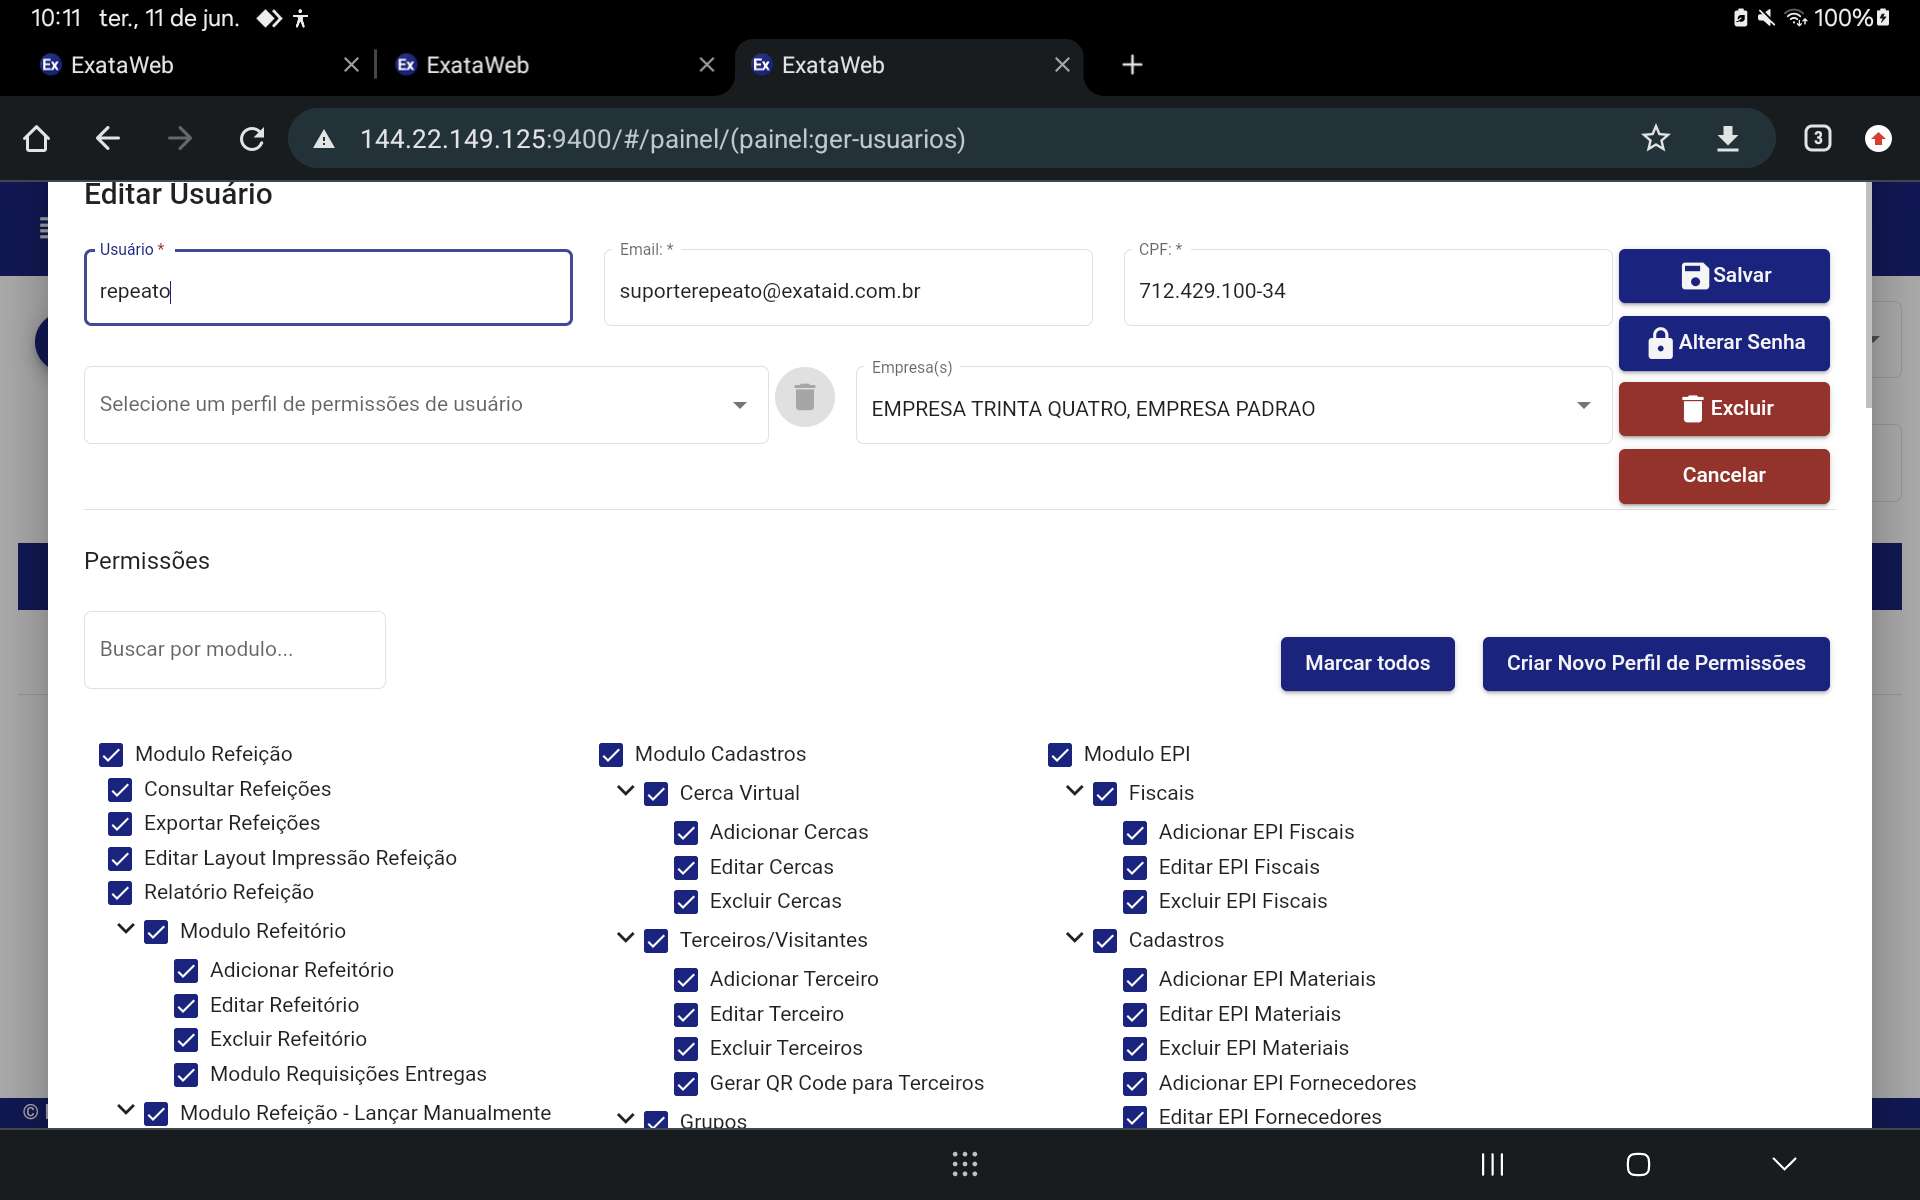 10:11 ter., 11 de jun. 100%
ExataWeb ExataWeb ExataWeb
144.22.149.125:9400/#/painel/(painel:ger-usuarios) 3
Editar Usuário
Usuário * Email: * CPF: *
repeato suporterepeato@exataid.com.br 712.429.100-34
Salvar
Alterar Senha
Empresa(s)
Selecione um perfil de permissões de usuário EMPRESA TRINTA QUATRO, EMPRESA PADRAO
Excluir
Cancelar
Permissões
Buscar por modulo...
Marcar todos Criar Novo Perfil de Permissões
Modulo Refeição
Consultar Refeições
Exportar Refeições
Editar Layout Impressão Refeição
Relatório Refeição
Modulo Refeitório
Adicionar Refeitório
Editar Refeitório
Excluir Refeitório
Modulo Requisições Entregas
Modulo Refeição - Lançar Manualmente
Modulo Cadastros
Cerca Virtual
Adicionar Cercas
Editar Cercas
Excluir Cercas
Terceiros/Visitantes
Adicionar Terceiro
Editar Terceiro
Excluir Terceiros
Gerar QR Code para Terceiros
Grupos
Modulo EPI
Fiscais
Adicionar EPI Fiscais
Editar EPI Fiscais
Excluir EPI Fiscais
Cadastros
Adicionar EPI Materiais
Editar EPI Materiais
Excluir EPI Materiais
Adicionar EPI Fornecedores
Editar EPI Fornecedores
©